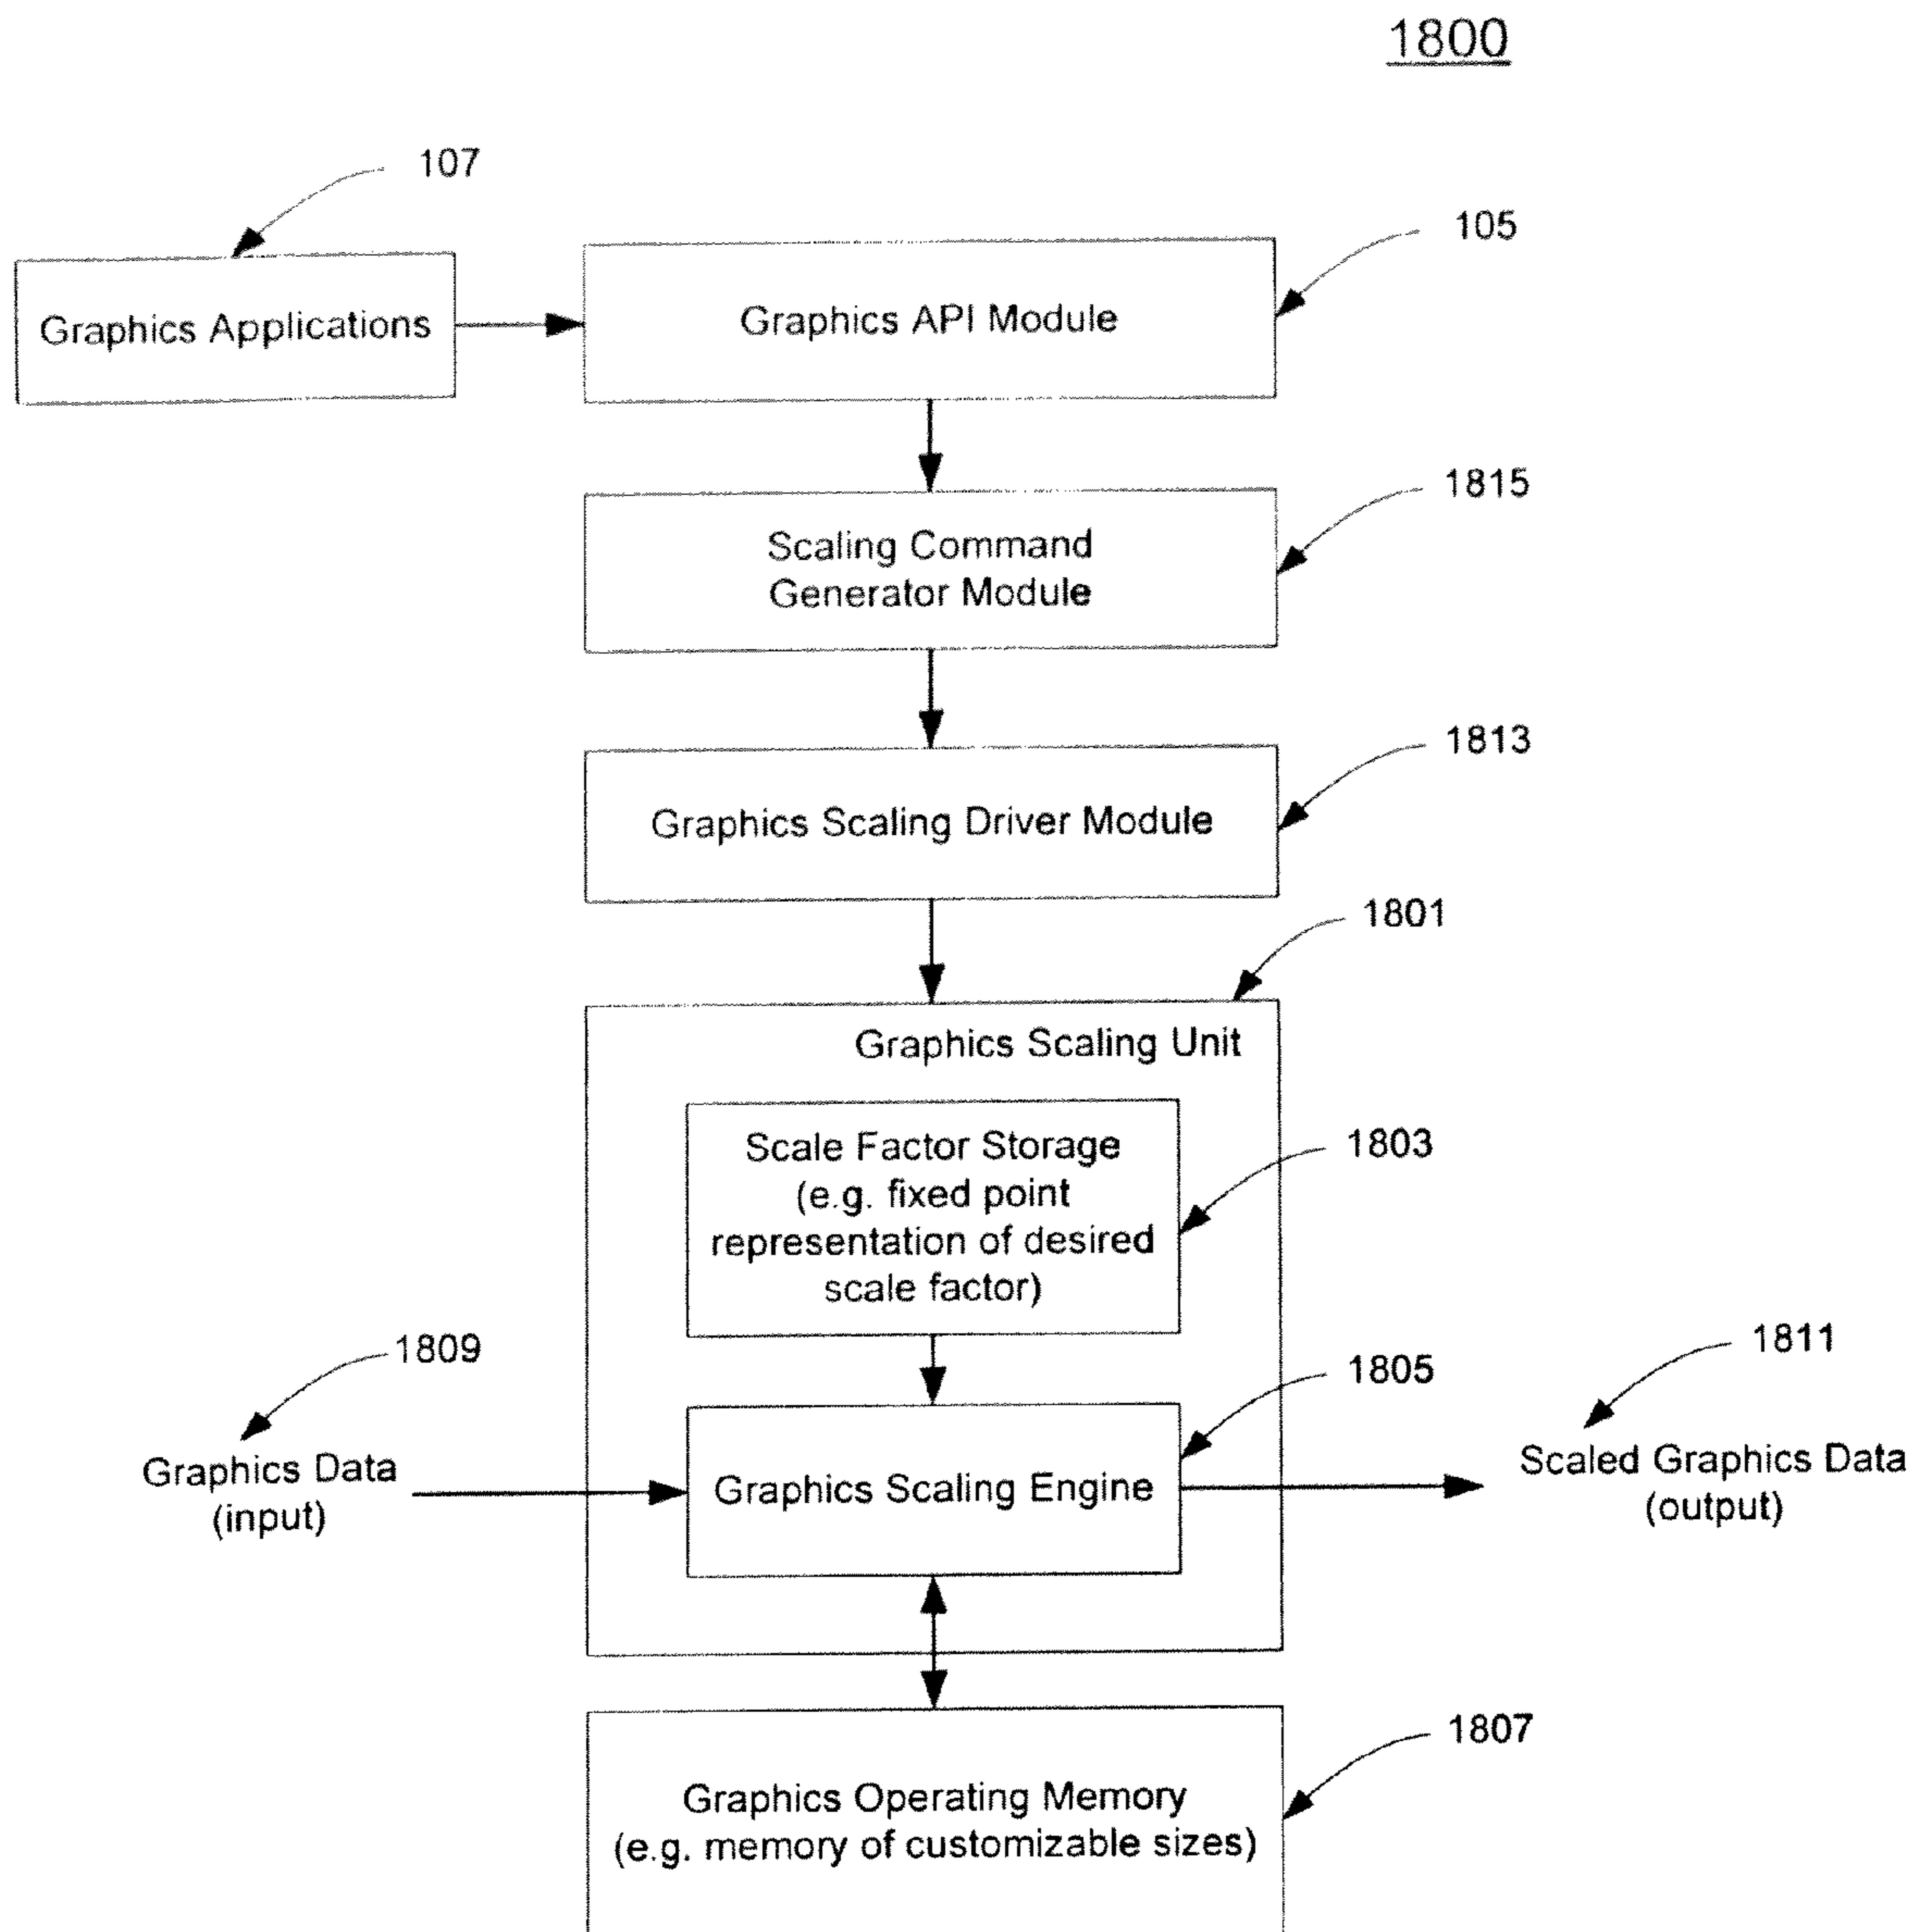 1800
107
105
Graphics Applications
Graphics API Module
1815
Scaling Command
Generator Module
1813
Graphics Scaling Driver Module
1801
Graphics Scaling Unit
Scale Factor Storage
(e.g. fixed point
representation of desired
scale factor)
1803
1809
1805
1811
Graphics Data
(input)
Graphics Scaling Engine
Scaled Graphics Data
(output)
1807
Graphics Operating Memory
(e.g. memory of customizable sizes)